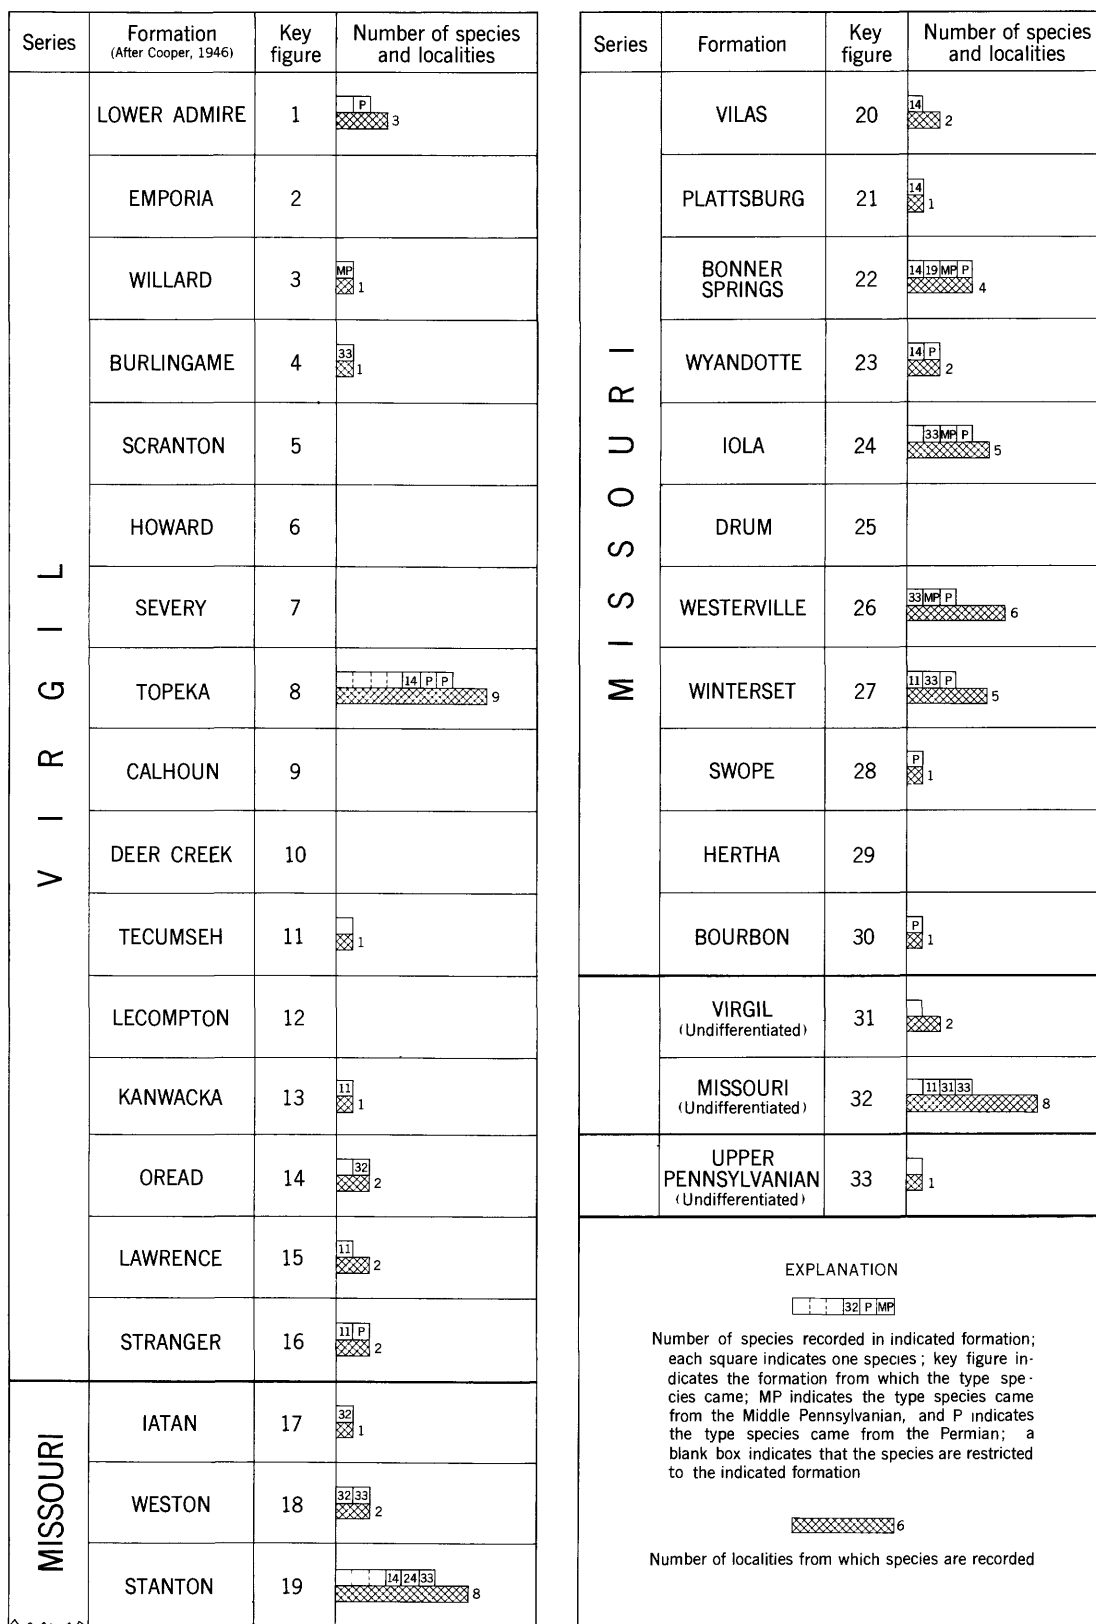 Series
Formation
(After Cooper, 1946)
Key
figure
Number of species
and localities
VIRGIL
LOWER ADMIRE 1 P 3
EMPORIA 2
WILLARD 3 MP 1
BURLINGAME 4 33 1
SCRANTON 5
HOWARD 6
SEVERY 7
TOPEKA 8 14 P P 9
CALHOUN 9
DEER CREEK 10
TECUMSEH 11 1
LECOMPTON 12
KANWACKA 13 11 1
OREAD 14 32 2
LAWRENCE 15 11 2
STRANGER 16 11 P 2
MISSOURI
IATAN 17 32 1
WESTON 18 32 33 2
STANTON 19 14 24 33 8
Series
Formation
Key
figure
Number of species
and localities
MISSOURI
VILAS 20 14 2
PLATTSBURG 21 14 1
BONNER
SPRINGS 22 14 19 MP P 4
WYANDOTTE 23 14 P 2
IOLA 24 33 MP P 5
DRUM 25
WESTERVILLE 26 33 MP P 6
WINTERSET 27 11 33 P 5
SWOPE 28 P 1
HERTHA 29
BOURBON 30 P 1
VIRGIL
(Undifferentiated) 31 2
MISSOURI
(Undifferentiated) 32 11 31 33 8
UPPER
PENNSYLVANIAN
(Undifferentiated) 33 1
EXPLANATION
32 P MP
Number of species recorded in indicated formation;
each square indicates one species; key figure in-
dicates the formation from which the type spe-
cies came; MP indicates the type species came
from the Middle Pennsylvanian, and P indicates
the type species came from the Permian; a
blank box indicates that the species are restricted
to the indicated formation
6
Number of localities from which species are recorded